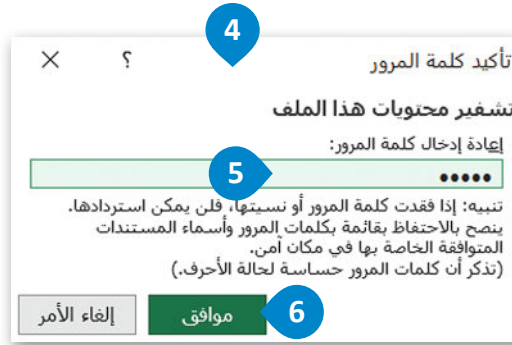 4
تأكيد كلمة المرور ? ×
تشفير محتويات هذا الملف
إعادة إدخال كلمة المرور:
5 •••••
تنبيه: إذا فقدت كلمة المرور أو نسيتها، فلن يمكن استردادها.
ينصح بالاحتفاظ بقائمة بكلمات المرور وأسماء المستندات
المتوافقة الخاصة بها في مكان آمن.
(تذكر أن كلمات المرور حساسة لحالة الأحرف.)
6 موافق إلغاء الأمر